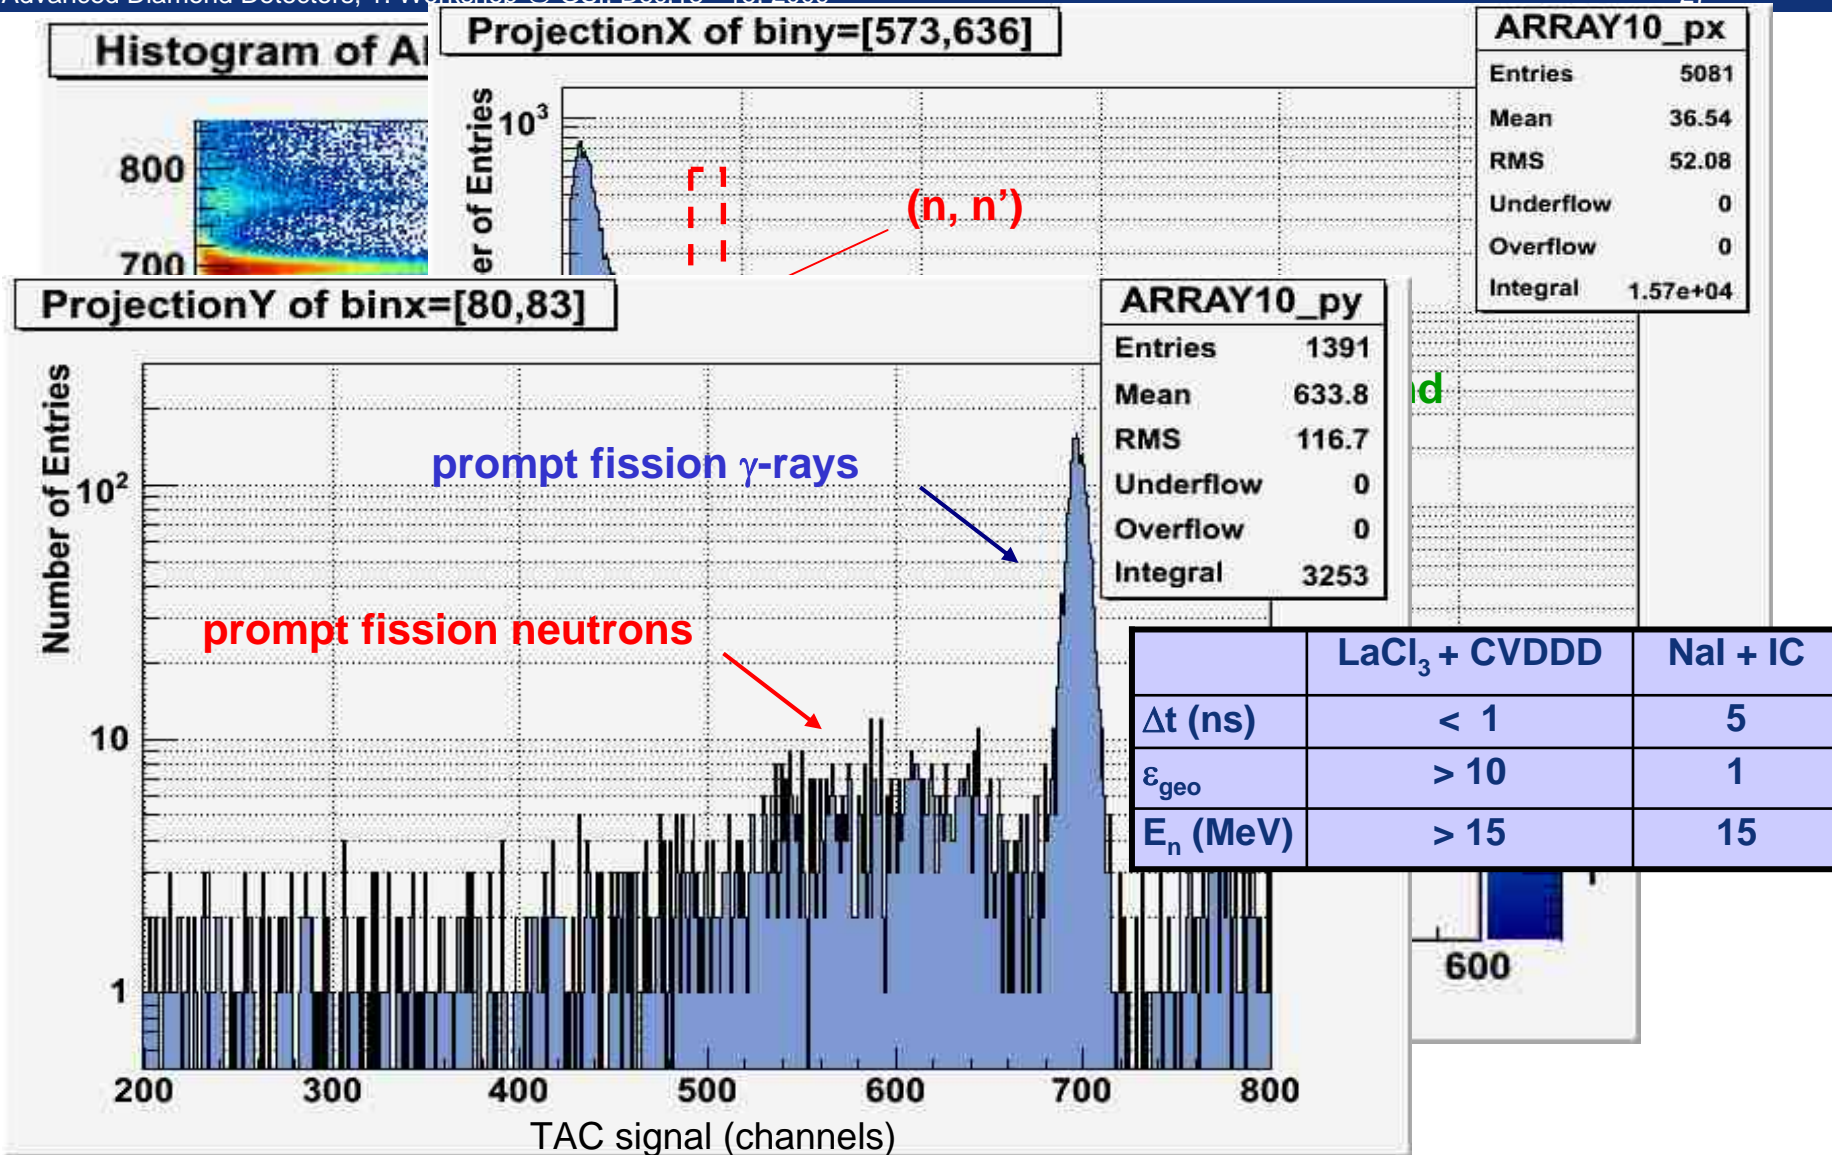 Histogram of
800
700
ProjectionX of biny=[573,636]
10³
(n, n')
ARRAY10_px
Entries 5081
Mean 36.54
RMS 52.08
Underflow 0
Overflow 0
Integral 1.57e+04
ProjectionY of binx=[80,83]
ARRAY10_py
Entries 1391
Mean 633.8
RMS 116.7
Underflow 0
Overflow 0
Integral 3253
Number of Entries
10²
10
1
prompt fission γ-rays
prompt fission neutrons
LaCl₃ + CVDDD NaI + IC
Δt (ns) < 1 5
εgeo > 10 1
En (MeV) > 15 15
600
200 300 400 500 600 700 800
TAC signal (channels)